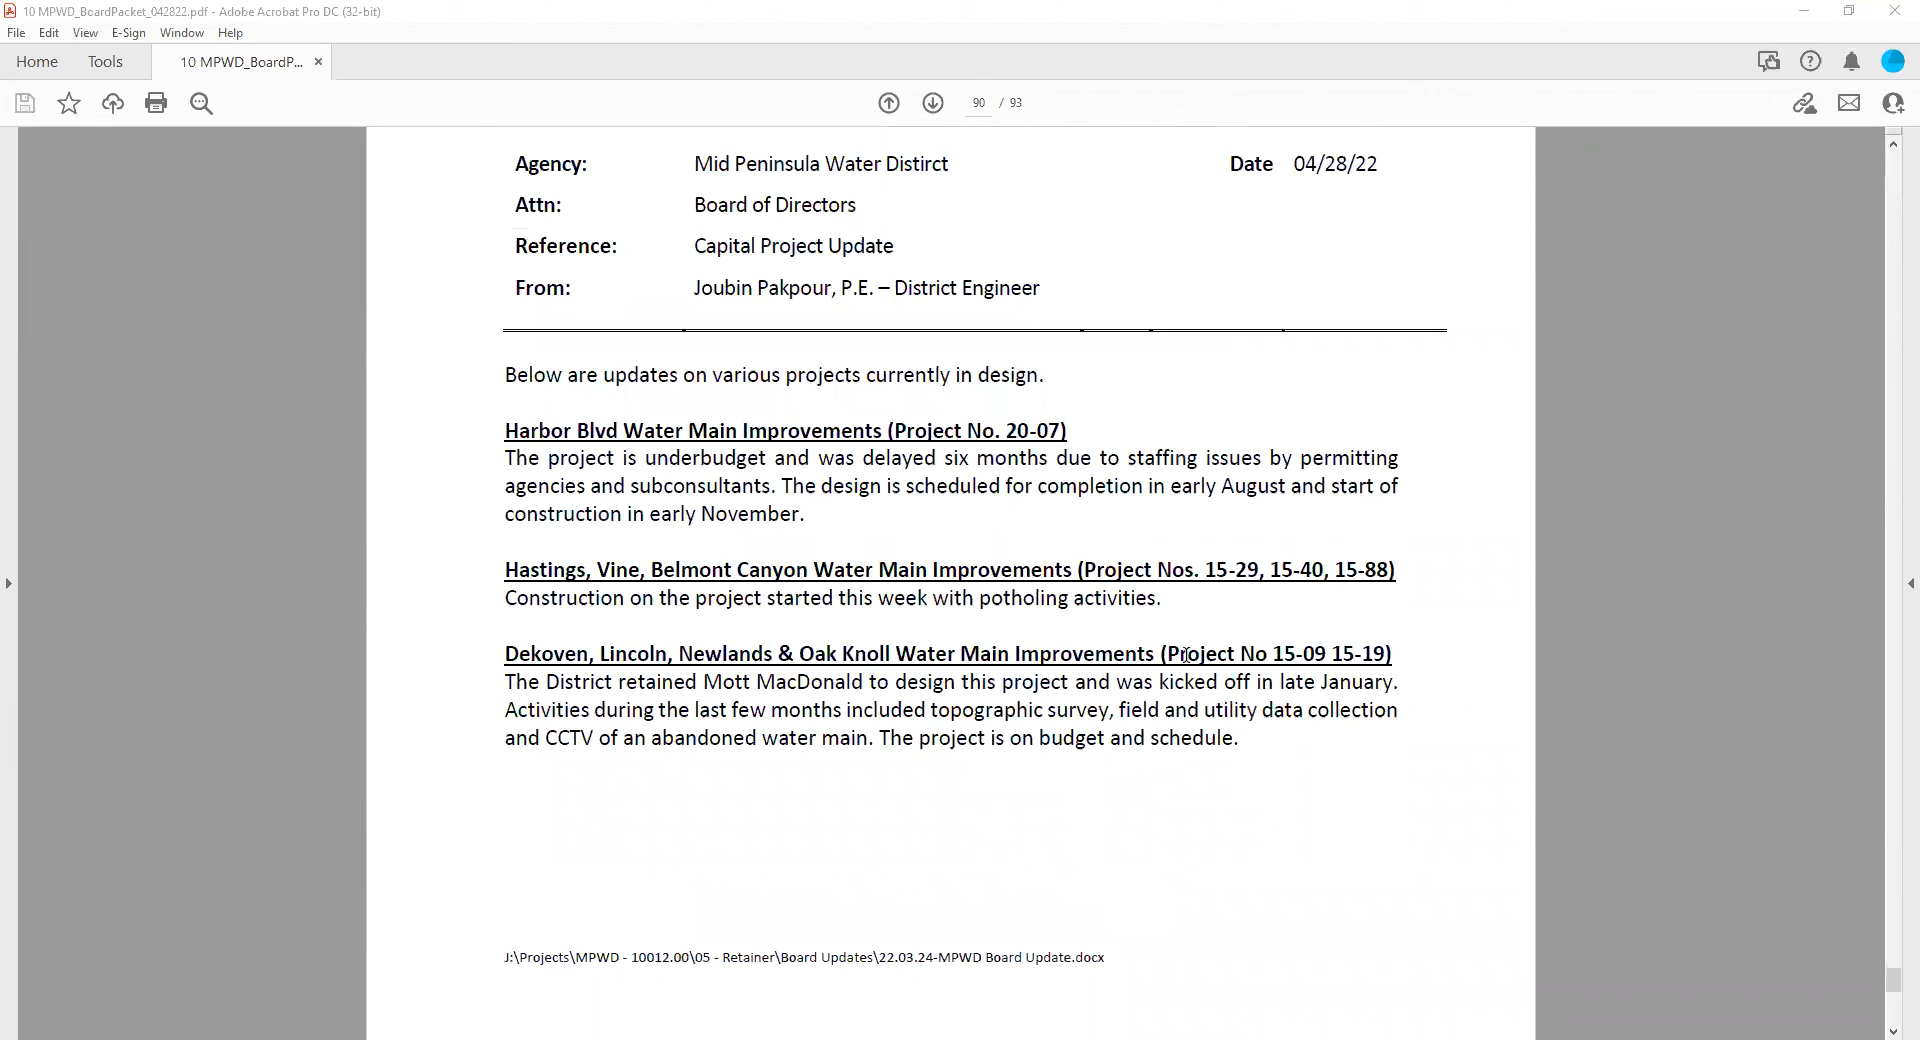 10 MPWD_BoardPacket_042822.pdf - Adobe Acrobat Pro DC (32-bit)
File Edit View E-Sign Window Help
Home Tools 10 MPWD_BoardP... ×
90 / 93
Agency: Mid Peninsula Water Distirct Date 04/28/22
Attn: Board of Directors
Reference: Capital Project Update
From: Joubin Pakpour, P.E. – District Engineer
Below are updates on various projects currently in design.
Harbor Blvd Water Main Improvements (Project No. 20-07)
The project is underbudget and was delayed six months due to staffing issues by permitting
agencies and subconsultants. The design is scheduled for completion in early August and start of
construction in early November.
Hastings, Vine, Belmont Canyon Water Main Improvements (Project Nos. 15-29, 15-40, 15-88)
Construction on the project started this week with potholing activities.
Dekoven, Lincoln, Newlands & Oak Knoll Water Main Improvements (Project No 15-09 15-19)
The District retained Mott MacDonald to design this project and was kicked off in late January.
Activities during the last few months included topographic survey, field and utility data collection
and CCTV of an abandoned water main. The project is on budget and schedule.
J:\Projects\MPWD - 10012.00\05 - Retainer\Board Updates\22.03.24-MPWD Board Update.docx